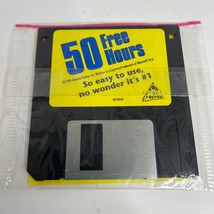 50 Free
Hours
So easy to use,
no wonder it's #1